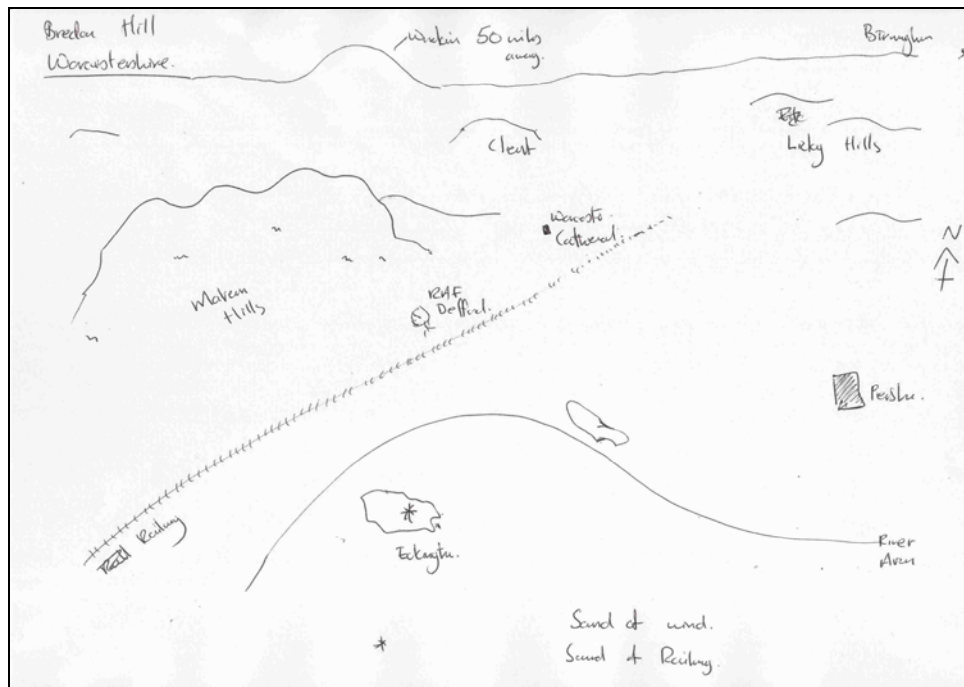 Bredon Hill
Worcestershire.
Wrekin 50 miles
away.
Birmingham
Clent
Licky Hills
Worcester
Cathedral.
Malvern
Hills
RAF
Defford.
N
Pershore.
Railway
Eckington.
River
Avon
Sound of wind.
Sound of Railway.